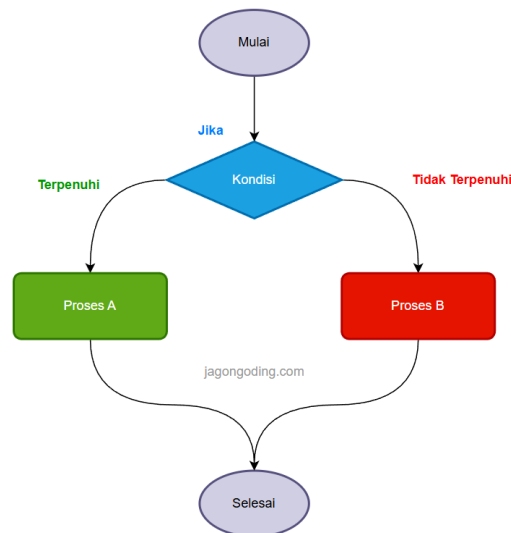 Mulai
Jika
Kondisi
Terpenuhi
Tidak Terpenuhi
Proses A
Proses B
jagongoding.com
Selesai